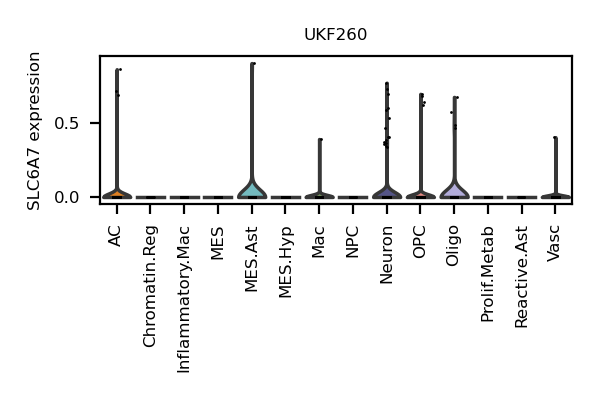 UKF260
SLC6A7 expression
0.5
0.0
AC
Chromatin.Reg
Inflammatory.Mac
MES
MES.Ast
MES.Hyp
Mac
NPC
Neuron
OPC
Oligo
Prolif.Metab
Reactive.Ast
Vasc